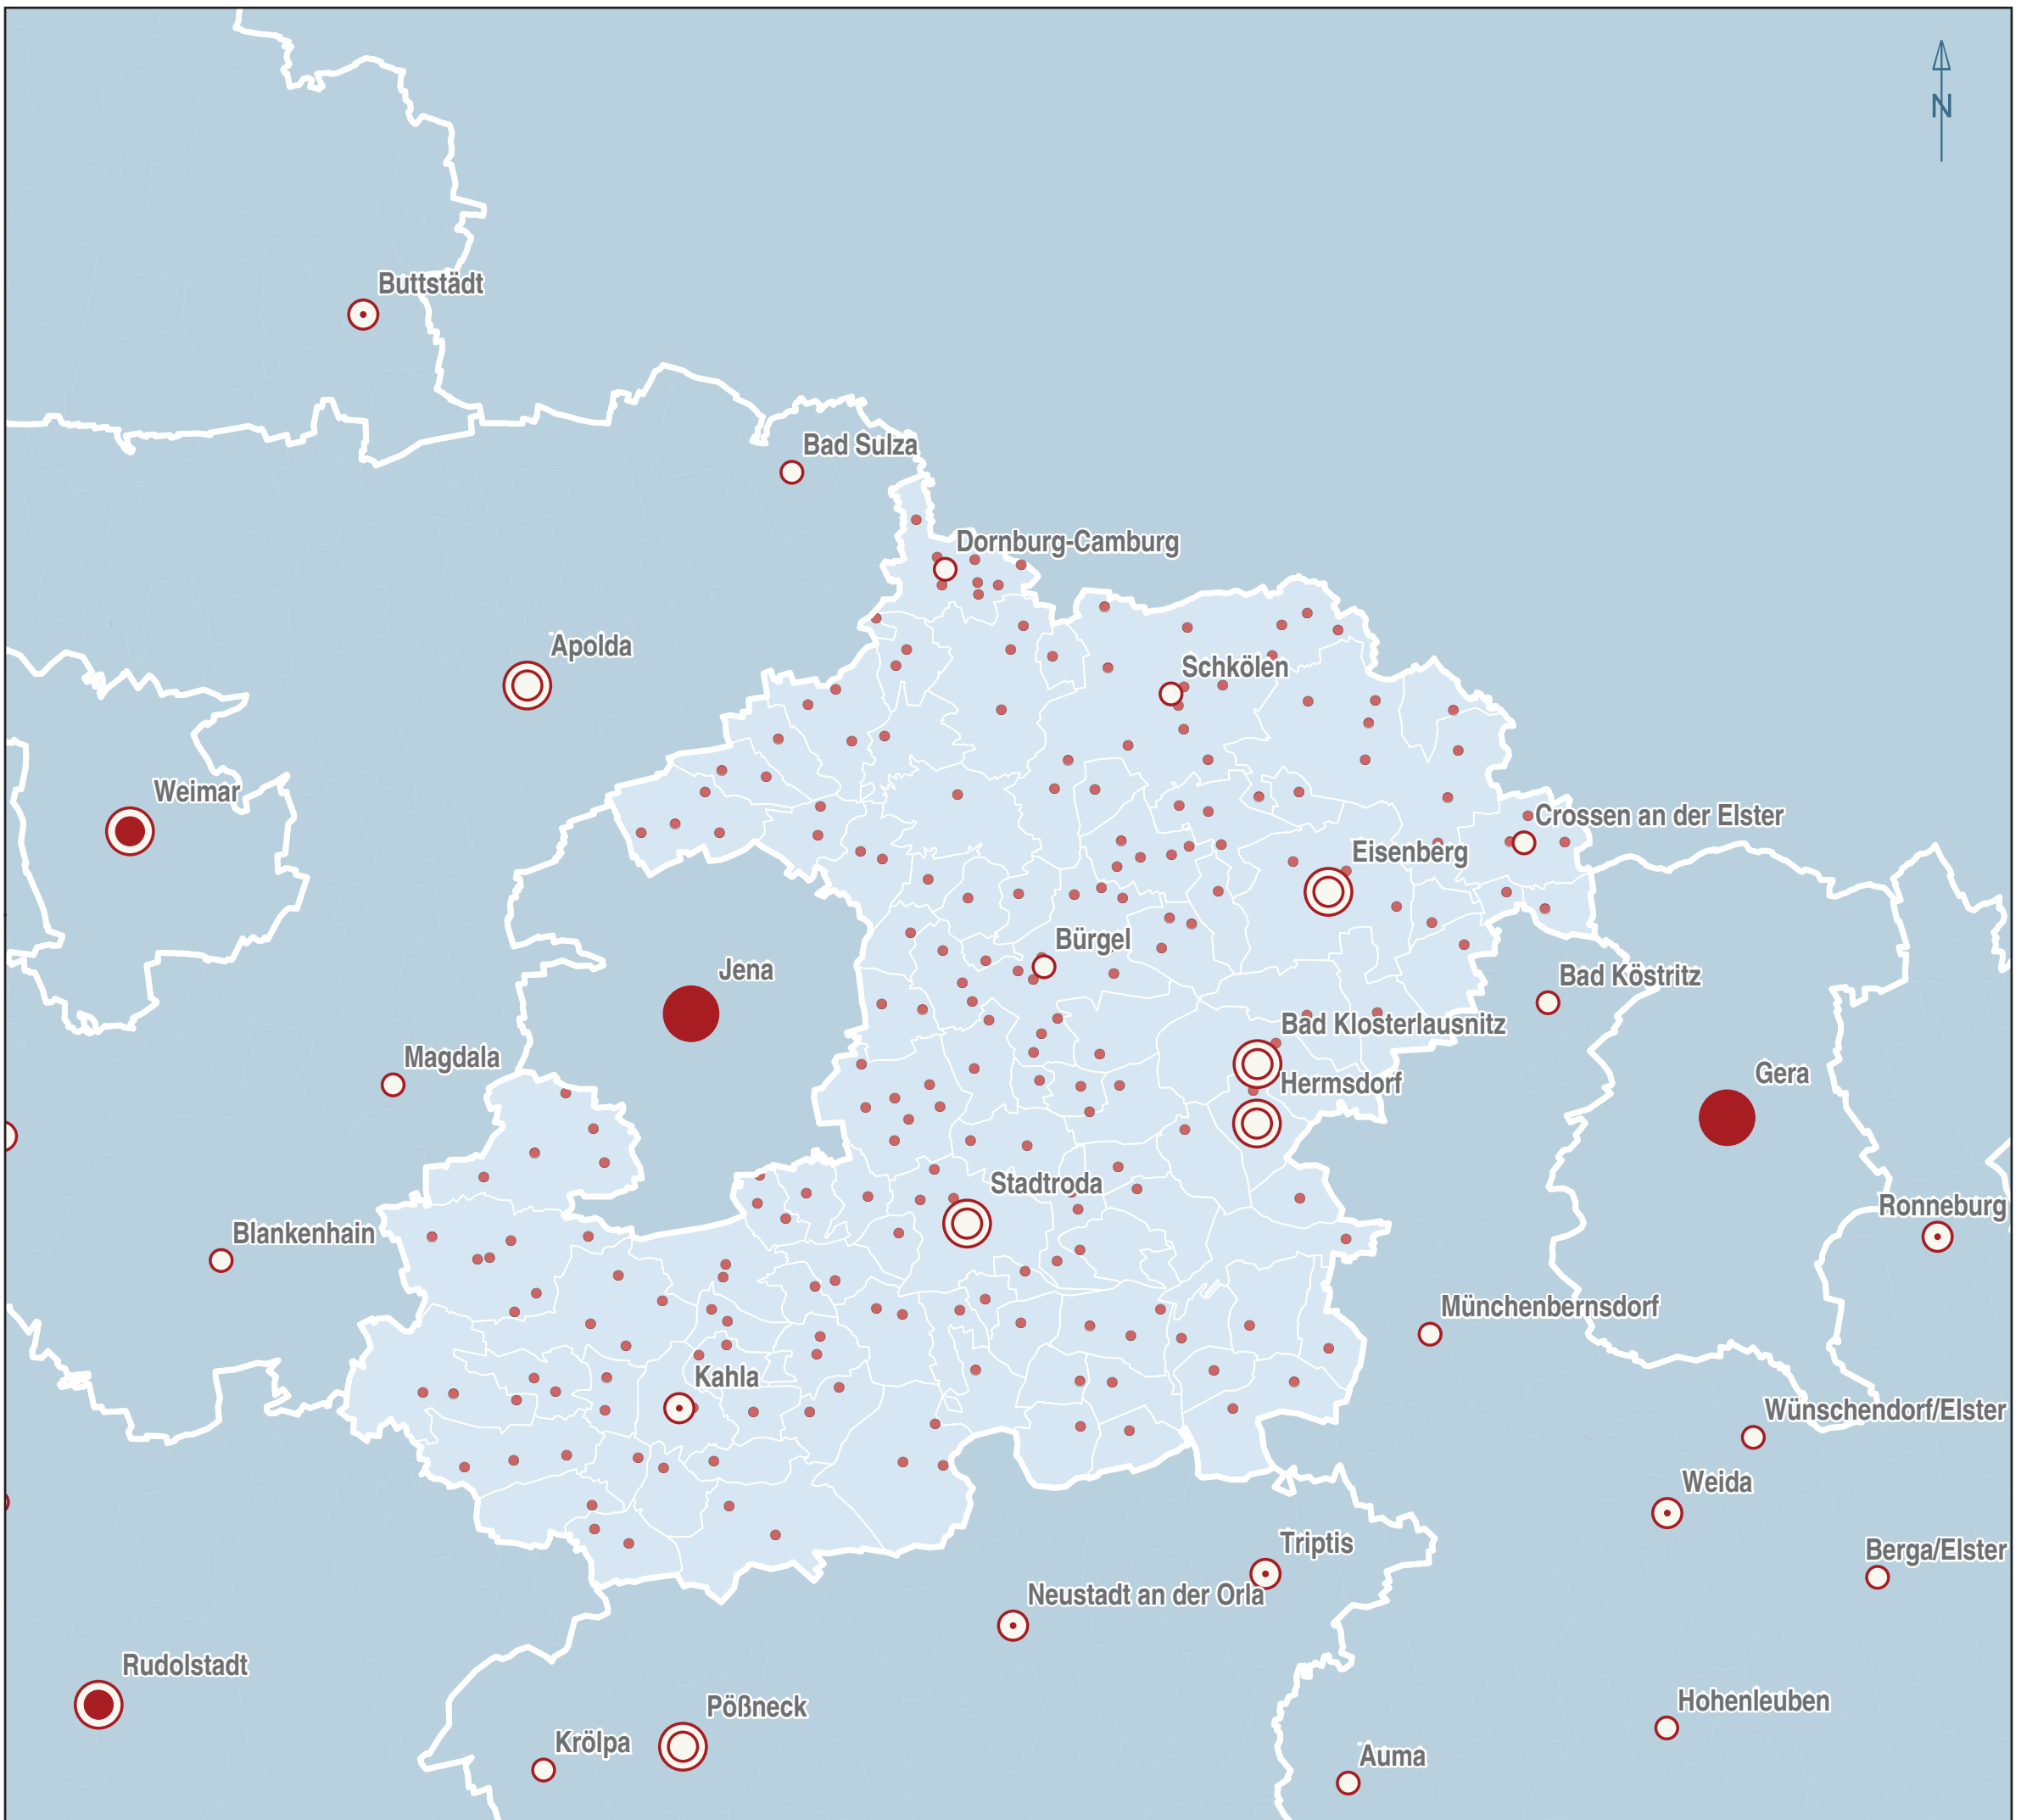 N
Buttstädt
Bad Sulza
Dornburg-Camburg
Apolda
Schkölen
Weimar
Crossen an der Elster
Eisenberg
Bürgel
Jena
Bad Köstritz
Bad Klosterlausnitz
Magdala
Gera
Hermsdorf
Stadtroda
Ronneburg
Blankenhain
Münchenbernsdorf
Kahla
Wünschendorf/Elster
Weida
Triptis
Berga/Elster
Neustadt an der Orla
Rudolstadt
Hohenleuben
Pößneck
Krölpa
Auma